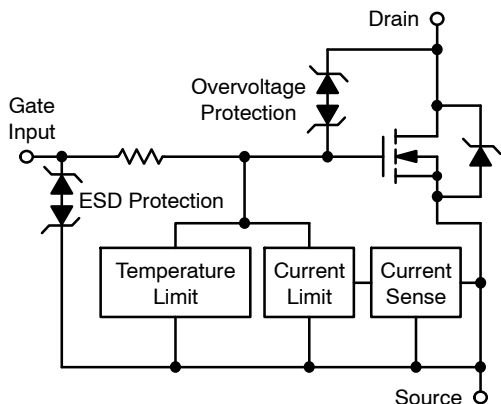 Drain
Overvoltage
Protection
Gate
Input
ESD Protection
Temperature
Limit
Current
Limit
Current
Sense
Source